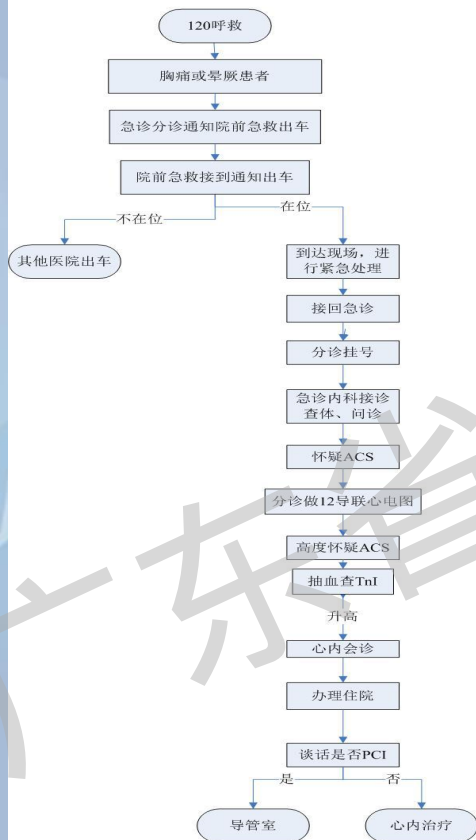 120呼救
胸痛或晕厥患者
急诊分诊通知院前急救出车
院前急救接到通知出车
不在位
在位
其他医院出车
到达现场，进
行紧急处理
接回急诊
分诊挂号
急诊内科接诊
查体、问诊
怀疑ACS
分诊做12导联心电图
高度怀疑ACS
抽血查TnI
升高
心内会诊
办理住院
谈话是否PCI
是
否
导管室
心内治疗
广东省